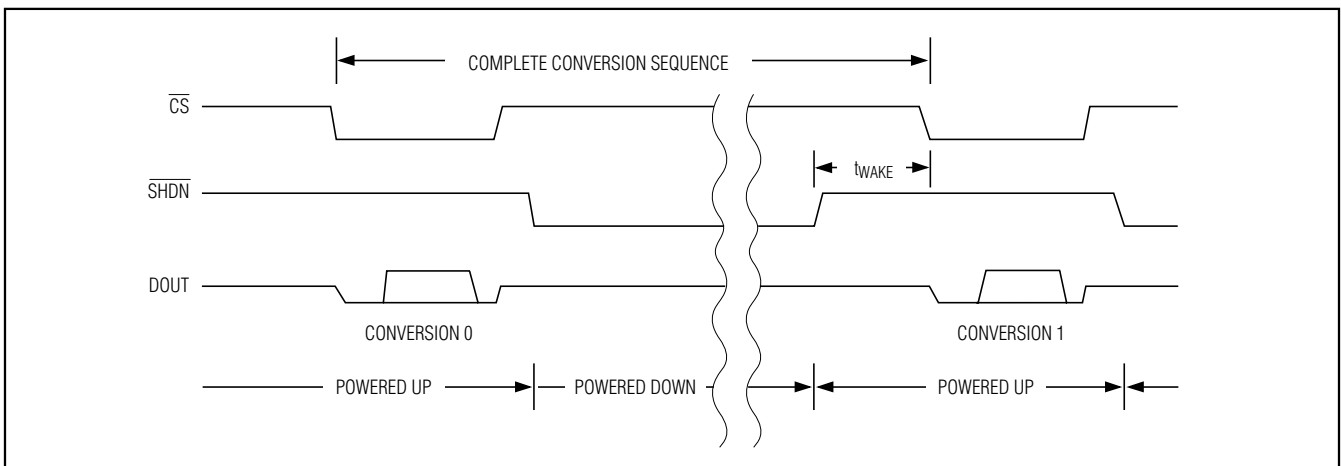 COMPLETE CONVERSION SEQUENCE
CS
tWAKE
SHDN
DOUT
CONVERSION 0
CONVERSION 1
POWERED UP
POWERED DOWN
POWERED UP